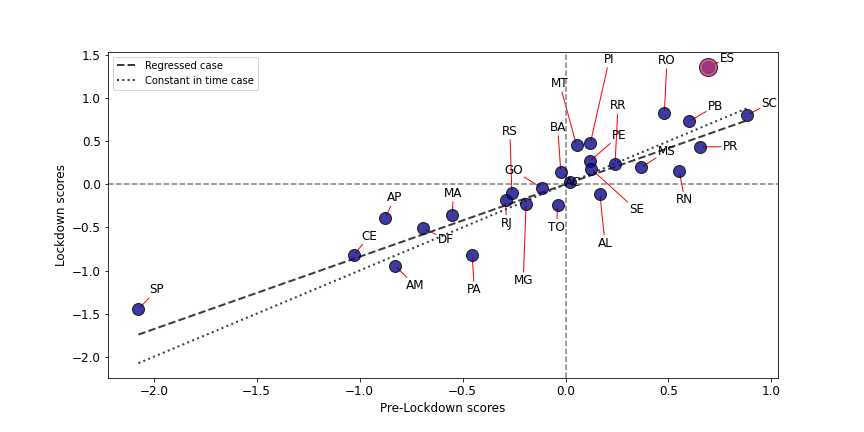 Regressed case
Constant in time case
1.5
1.0
0.5
0.0
−0.5
−1.0
−1.5
−2.0
Lockdown scores
−2.0
−1.5
−1.0
−0.5
0.0
0.5
1.0
Pre-Lockdown scores
PI
RO
ES
MT
RR
PB
SC
RS
BA
PE
MS
PR
GO
AC
AP
MA
RN
SE
RJ
TO
CE
DF
AL
SP
AM
PA
MG